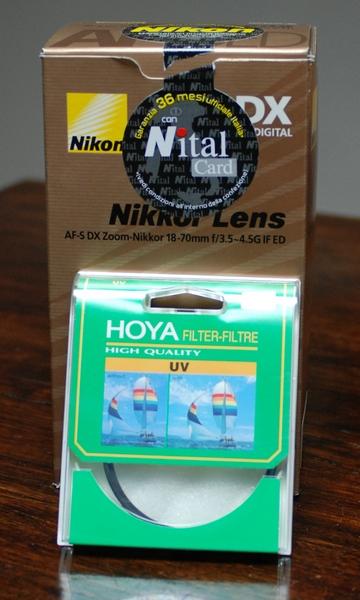 Nikon
Garanzia 36 mesi ufficiale Italia
con
Nital
Card
DX
DIGITAL
Nikon
Nikkor Lens
AF-S DX Zoom-Nikkor 18-70mm f/3.5~4.5G IF ED
UV
HOYA FILTER-FILTRE
HIGH QUALITY
UV